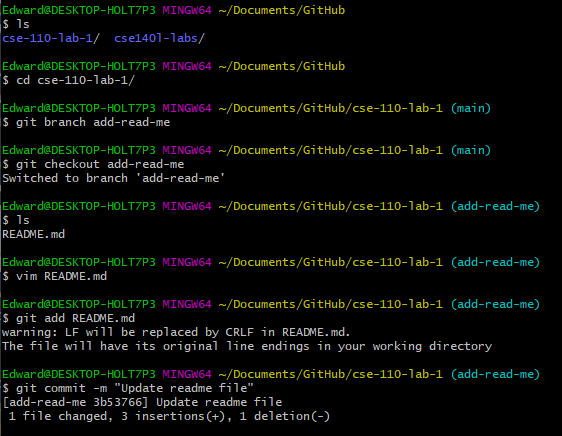 Edward@DESKTOP-HOLT7P3 MINGW64 ~/Documents/GitHub
$ ls
cse-110-lab-1/  cse140l-labs/
Edward@DESKTOP-HOLT7P3 MINGW64 ~/Documents/GitHub
$ cd cse-110-lab-1/
Edward@DESKTOP-HOLT7P3 MINGW64 ~/Documents/GitHub/cse-110-lab-1 (main)
$ git branch add-read-me
Edward@DESKTOP-HOLT7P3 MINGW64 ~/Documents/GitHub/cse-110-lab-1 (main)
$ git checkout add-read-me
Switched to branch 'add-read-me'
Edward@DESKTOP-HOLT7P3 MINGW64 ~/Documents/GitHub/cse-110-lab-1 (add-read-me)
$ ls
README.md
Edward@DESKTOP-HOLT7P3 MINGW64 ~/Documents/GitHub/cse-110-lab-1 (add-read-me)
$ vim README.md
Edward@DESKTOP-HOLT7P3 MINGW64 ~/Documents/GitHub/cse-110-lab-1 (add-read-me)
$ git add README.md
warning: LF will be replaced by CRLF in README.md.
The file will have its original line endings in your working directory
Edward@DESKTOP-HOLT7P3 MINGW64 ~/Documents/GitHub/cse-110-lab-1 (add-read-me)
$ git commit -m "Update readme file"
[add-read-me 3b53766] Update readme file
 1 file changed, 3 insertions(+), 1 deletion(-)